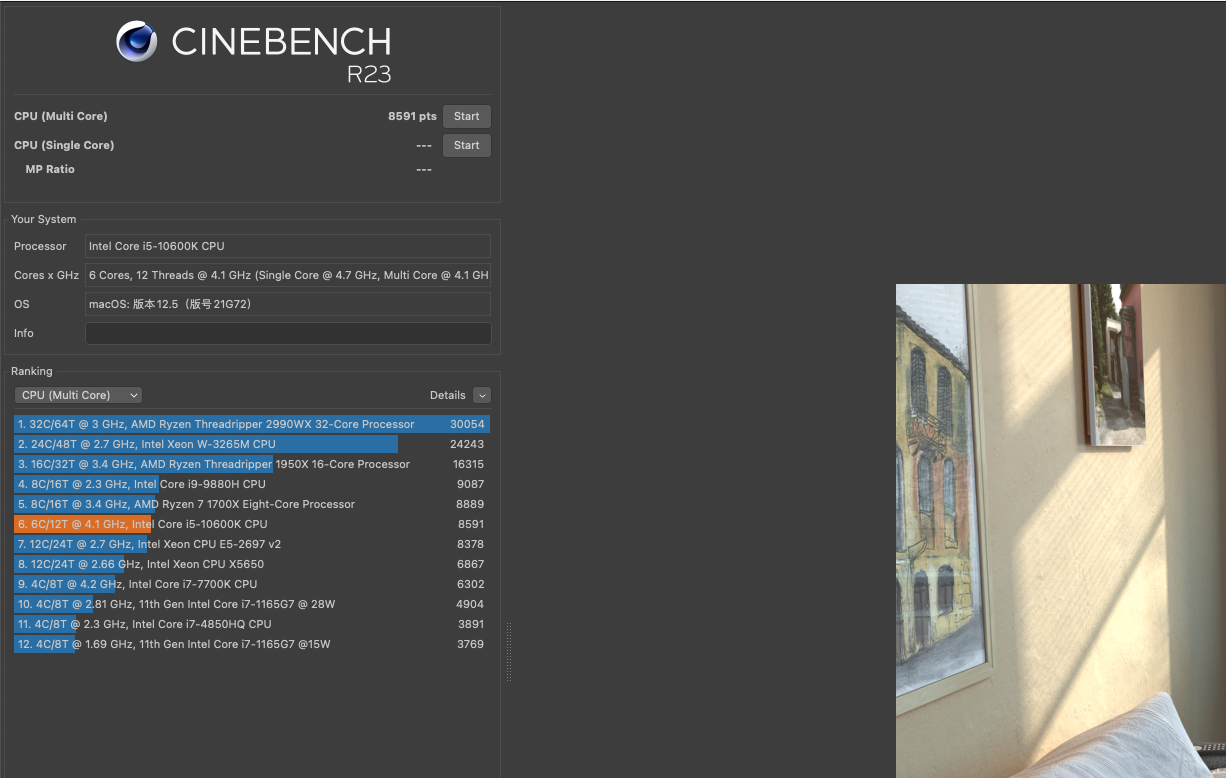 CINEBENCH
R23
CPU (Multi Core) 8591 pts Start
CPU (Single Core) --- Start
MP Ratio ---
Your System
Processor Intel Core i5-10600K CPU
Cores x GHz 6 Cores, 12 Threads @ 4.1 GHz (Single Core @ 4.7 GHz, Multi Core @ 4.1 GH
OS macOS: 版本 12.5（版号 21G72）
Info
Ranking
CPU (Multi Core) Details
1. 32C/64T @ 3 GHz, AMD Ryzen Threadripper 2990WX 32-Core Processor 30054
2. 24C/48T @ 2.7 GHz, Intel Xeon W-3265M CPU 24243
3. 16C/32T @ 3.4 GHz, AMD Ryzen Threadripper 1950X 16-Core Processor 16315
4. 8C/16T @ 2.3 GHz, Intel Core i9-9880H CPU 9087
5. 8C/16T @ 3.4 GHz, AMD Ryzen 7 1700X Eight-Core Processor 8889
6. 6C/12T @ 4.1 GHz, Intel Core i5-10600K CPU 8591
7. 12C/24T @ 2.7 GHz, Intel Xeon CPU E5-2697 v2 8378
8. 12C/24T @ 2.66 GHz, Intel Xeon CPU X5650 6867
9. 4C/8T @ 4.2 GHz, Intel Core i7-7700K CPU 6302
10. 4C/8T @ 2.81 GHz, 11th Gen Intel Core i7-1165G7 @ 28W 4904
11. 4C/8T @ 2.3 GHz, Intel Core i7-4850HQ CPU 3891
12. 4C/8T @ 1.69 GHz, 11th Gen Intel Core i7-1165G7 @15W 3769